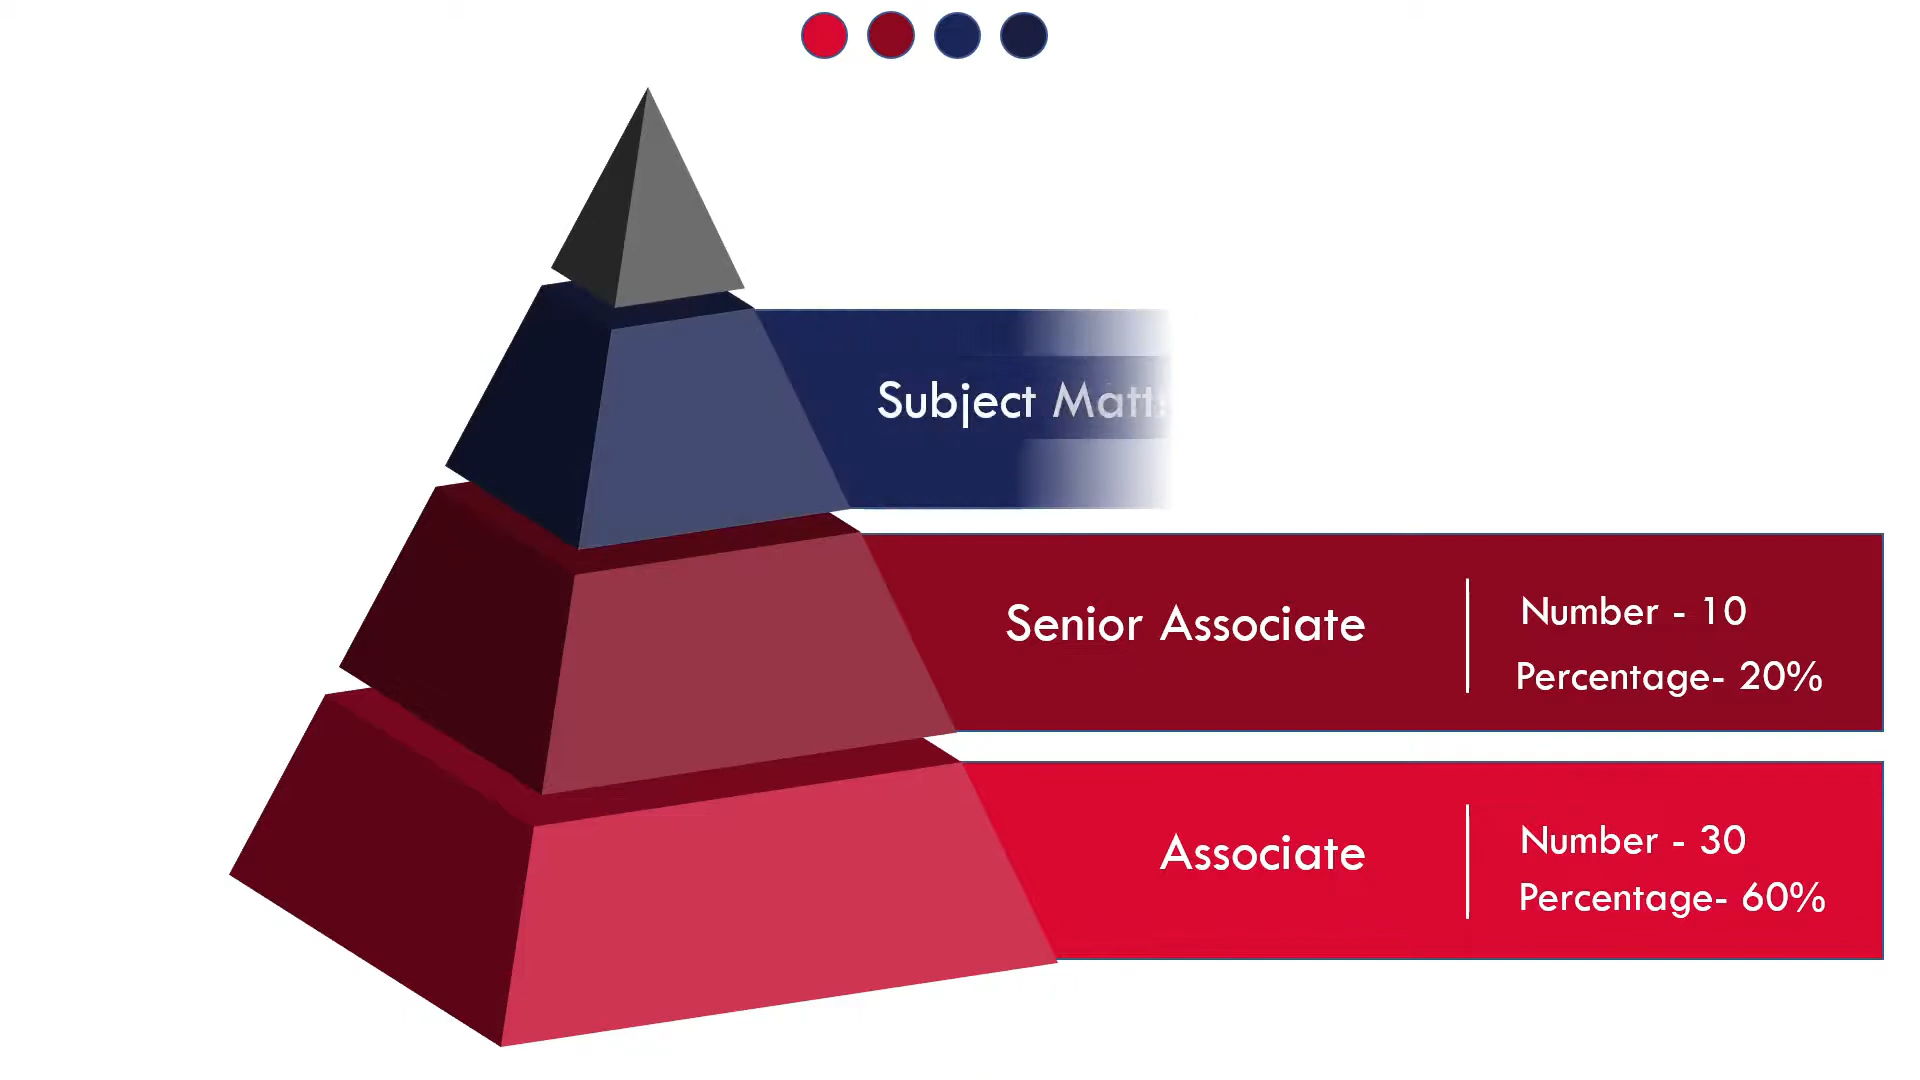 Subject
Senior Associate
Number - 10
Percentage- 20%
Associate
Number - 30
Percentage- 60%